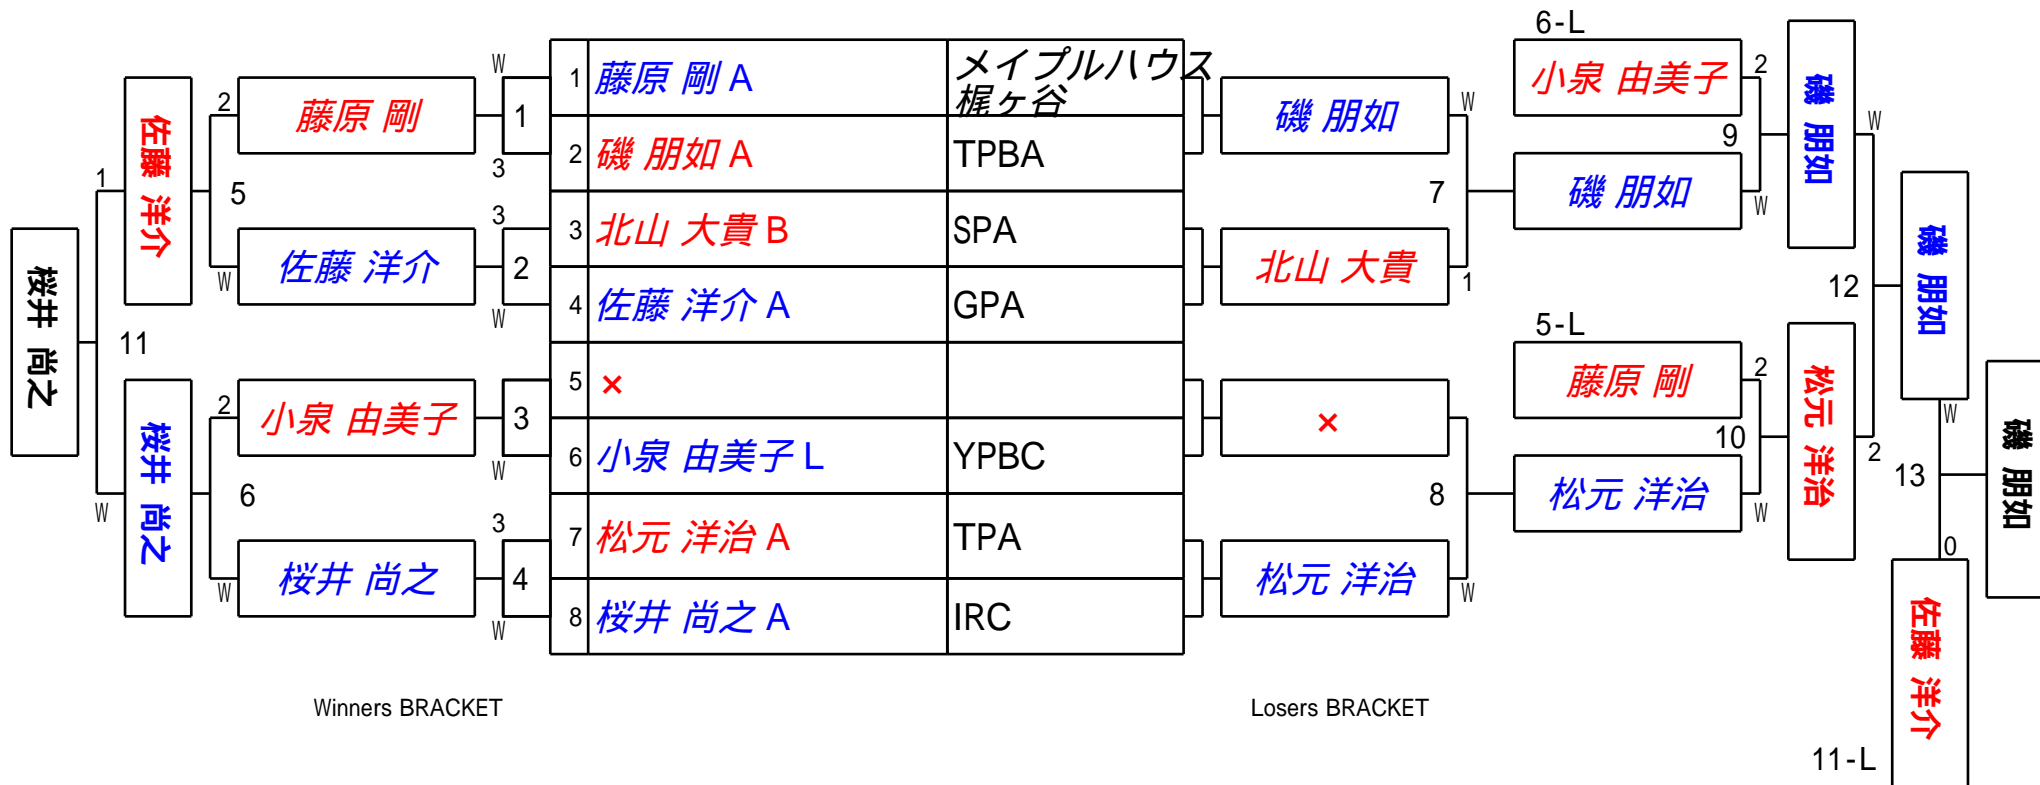 6-L
W
1 藤原 剛 A メイプルハウス
梶ヶ谷
小泉 由美子 2
2 藤原 剛 1
磯 朋如 W
磯 朋如 W
佐藤 洋介
3
2 磯 朋如 A TPBA
9
1
5
3
3 北山 大貴 B SPA
7
磯 朋如 W
磯 朋如
W 佐藤 洋介 2
北山 大貴 1
桜井 尚之
W
4 佐藤 洋介 A GPA
12
11
5-L
5 ×
藤原 剛 2
松元 洋治 2
2 小泉 由美子 3
×
桜井 尚之
W
W
6 小泉 由美子 L YPBC
10
W
磯 朋如
6
3
7 松元 洋治 A TPA
8
松元 洋治 W
13
W 桜井 尚之 4
松元 洋治 W
0
W
8 桜井 尚之 A IRC
佐藤 洋介
Winners BRACKET
Losers BRACKET
11-L